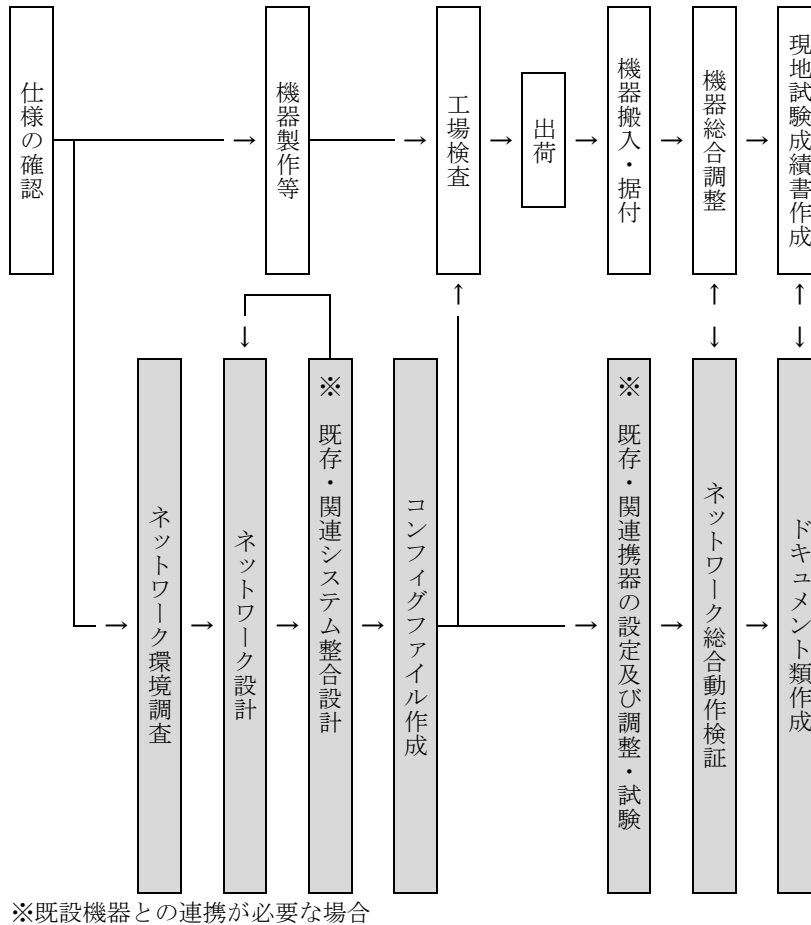 仕様の確認
機器製作等
工場検査
出荷
機器搬入・据付
機器総合調整
現地試験成績書作成
ネットワーク環境調査
ネットワーク設計
※ 既存・関連システム整合設計
コンフィグファイル作成
※ 既存・関連携器の設定及び調整・試験
ネットワーク総合動作検証
ドキュメント類作成
※既設機器との連携が必要な場合